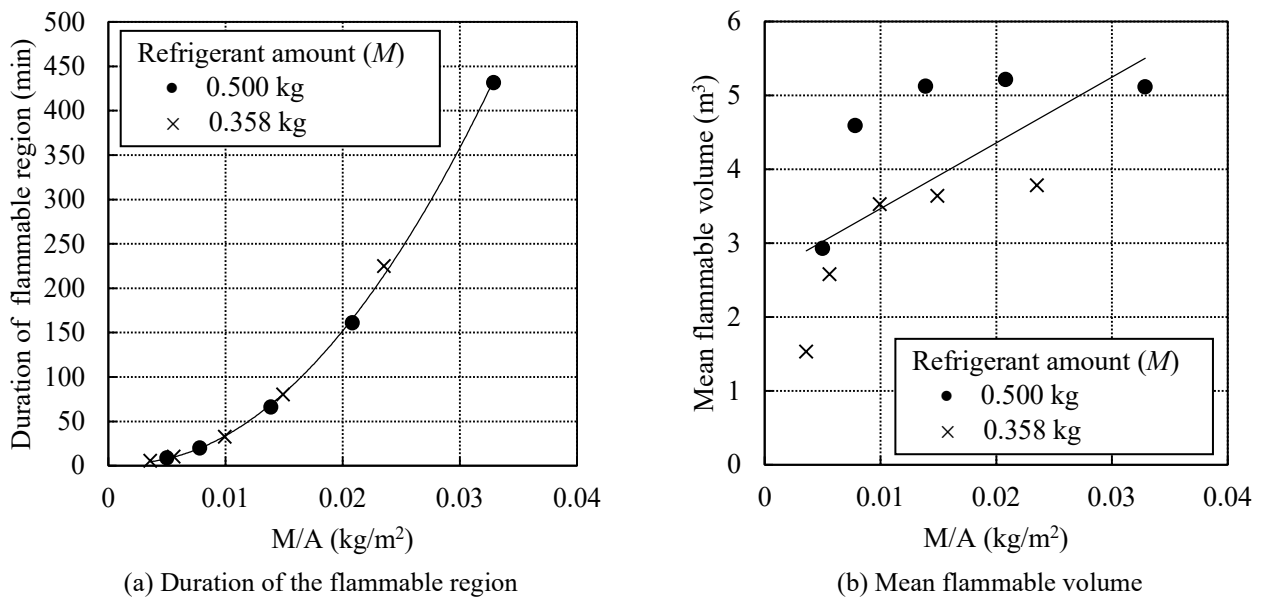 Duration of flammable region (min)
500
450
400
350
300
250
200
150
100
50
0
Refrigerant amount (M)
0.500 kg
0.358 kg
0 0.01 0.02 0.03 0.04
M/A (kg/m²)
(a) Duration of the flammable region
Mean flammable volume (m³)
6
5
4
3
2
1
0
Refrigerant amount (M)
0.500 kg
0.358 kg
0 0.01 0.02 0.03 0.04
M/A (kg/m²)
(b) Mean flammable volume